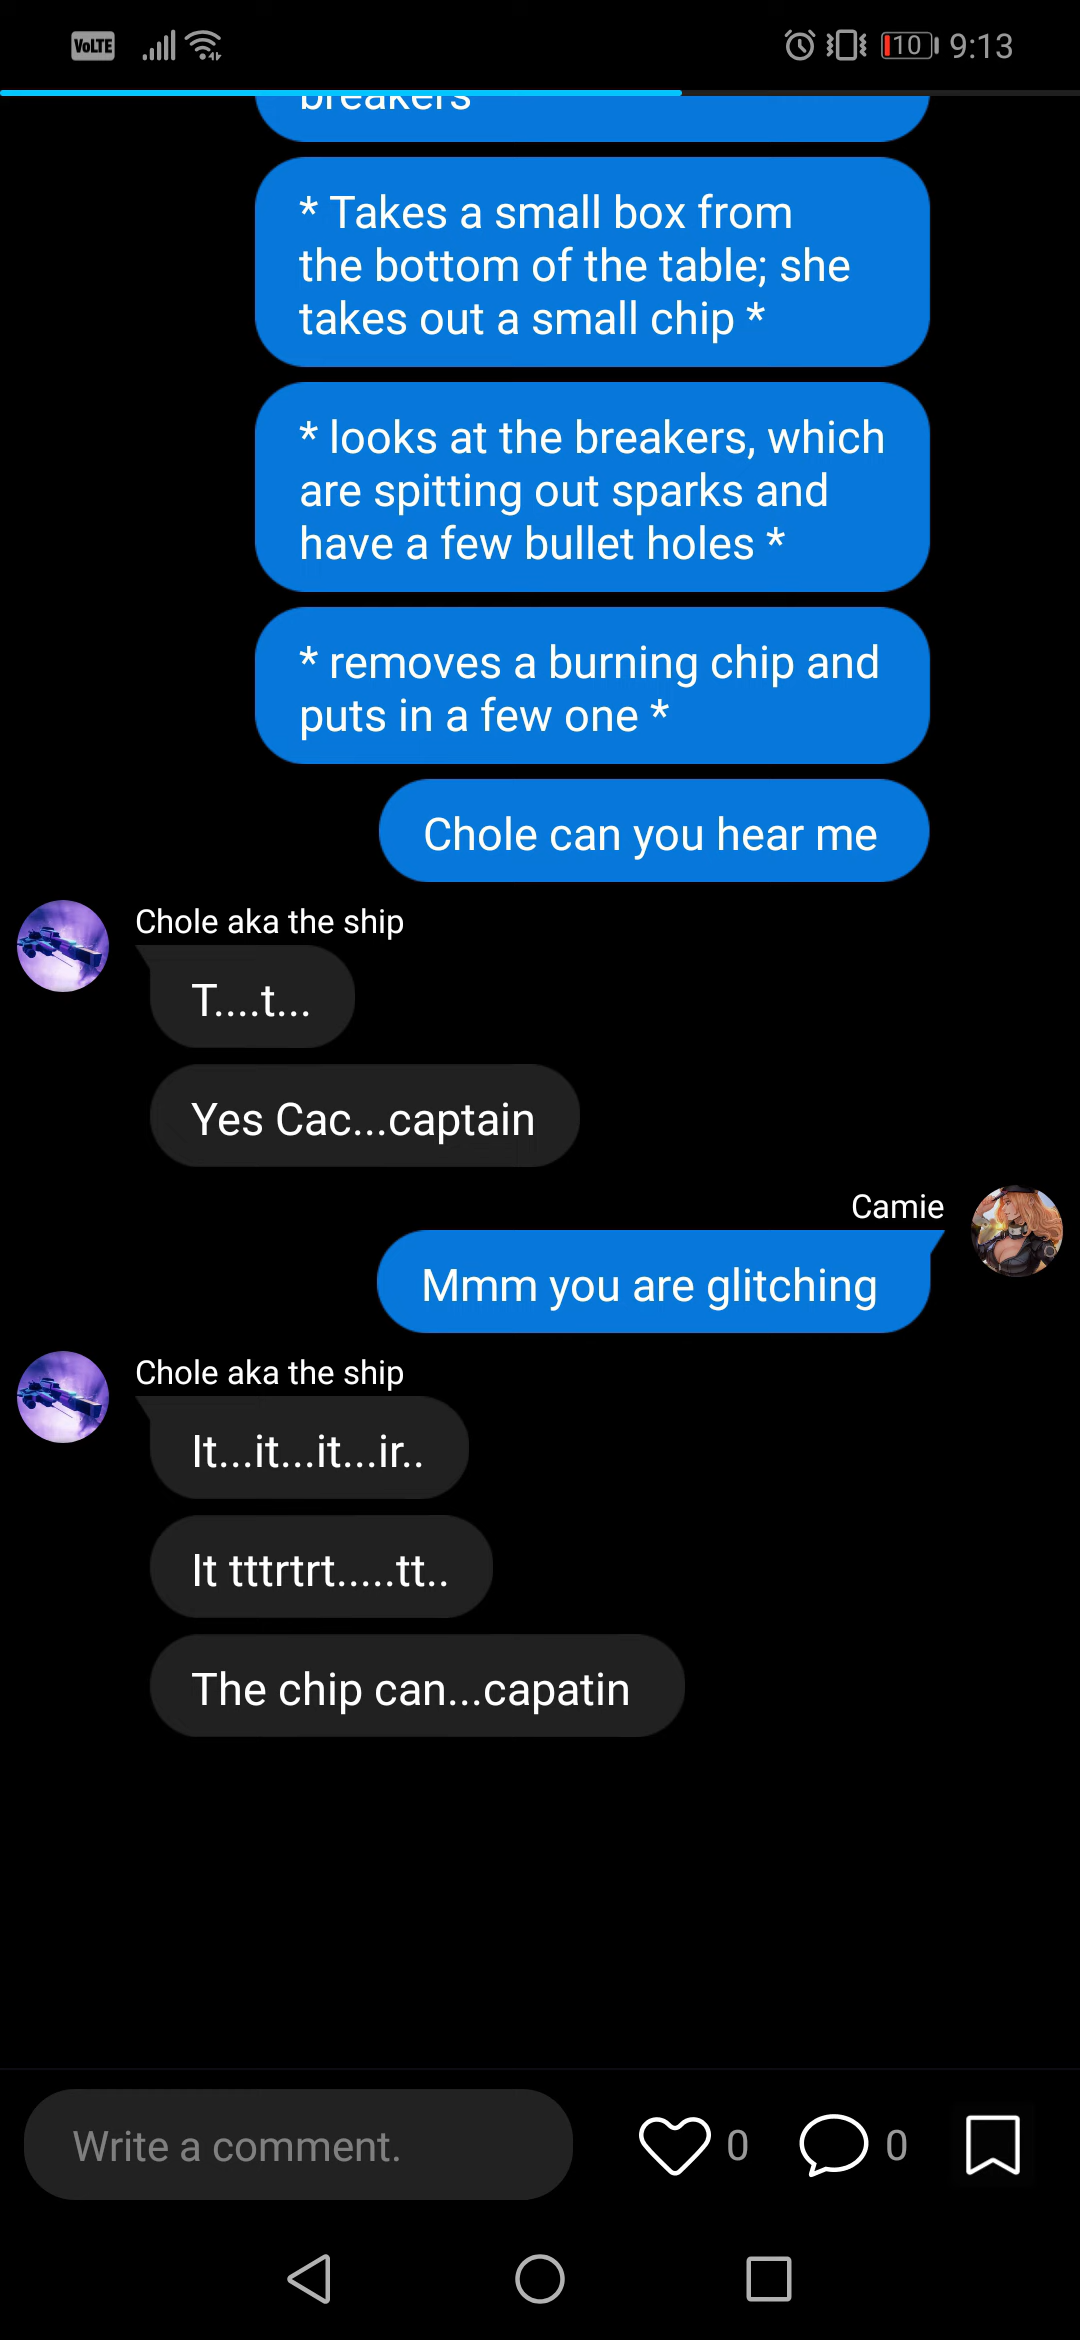 VoLTE
10 9:13
breakers
* Takes a small box from
the bottom of the table; she
takes out a small chip *
* looks at the breakers, which
are spitting out sparks and
have a few bullet holes *
* removes a burning chip and
puts in a few one *
Chole can you hear me
Chole aka the ship
T....t...
Yes Cac...captain
Camie
Mmm you are glitching
Chole aka the ship
It...it...it...ir..
It tttrtrt.....tt..
The chip can...capatin
Write a comment.
0
0